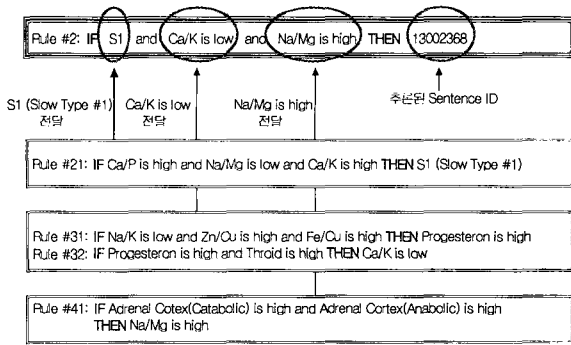 Rule #2: IF S1 and Ca/K is low and Na/Mg is high THEN 13002368
S1 (Slow Type #1) Ca/K is low Na/Mg is high 추론된 Sentence ID
전달 전달 전달
Rule #21: IF Ca/P is high and Na/Mg is low and Ca/K is high THEN S1 (Slow Type #1)
Rule #31: IF Na/K is low and Zn/Cu is high and Fe/Cu is high THEN Progesteron is high
Rule #32: IF Progesteron is high and Throid is high THEN Ca/K is low
Rule #41: IF Adrenal Cotex(Catabolic) is high and Adrenal Cortex(Anabolic) is high
THEN Na/Mg is high